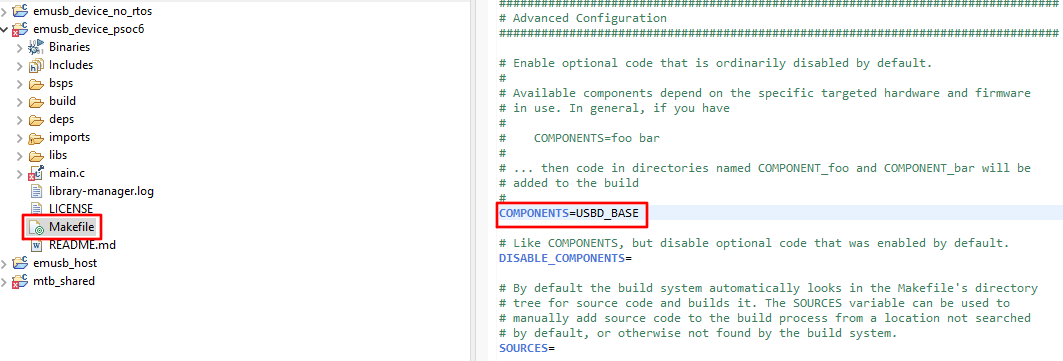 emusb_device_no_rtos
emusb_device_psoc6
Binaries
Includes
bsps
build
deps
imports
libs
main.c
library-manager.log
LICENSE
Makefile
README.md
emusb_host
mtb_shared
################################################################################
# Advanced Configuration
################################################################################
# Enable optional code that is ordinarily disabled by default.
#
# Available components depend on the specific targeted hardware and firmware
# in use. In general, if you have
#
#    COMPONENTS=foo bar
#
# ... then code in directories named COMPONENT_foo and COMPONENT_bar will be
# added to the build
#
COMPONENTS=USBD_BASE
# Like COMPONENTS, but disable optional code that was enabled by default.
DISABLE_COMPONENTS=
# By default the build system automatically looks in the Makefile's directory
# tree for source code and builds it. The SOURCES variable can be used to
# manually add source code to the build process from a location not searched
# by default, or otherwise not found by the build system.
SOURCES=